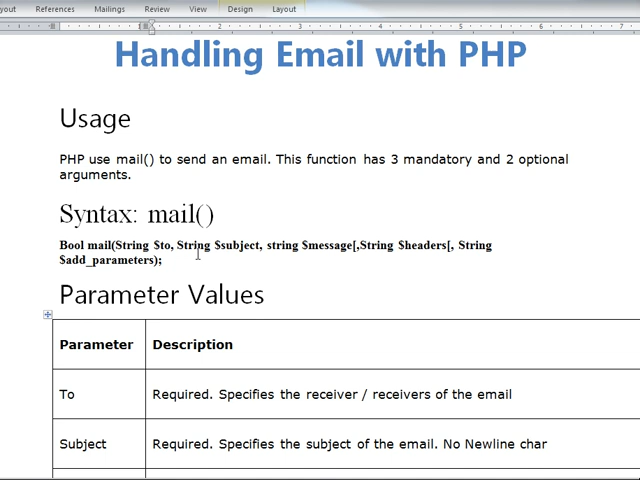 yout References Mailings Review View Design Layout
Handling Email with PHP
Usage
PHP use mail() to send an email. This function has 3 mandatory and 2 optional
arguments.
Syntax: mail()
Bool mail(String $to, String $subject, string $message[,String $headers[, String
$add_parameters);
Parameter Values
Parameter Description
To Required. Specifies the receiver / receivers of the email
Subject Required. Specifies the subject of the email. No Newline char